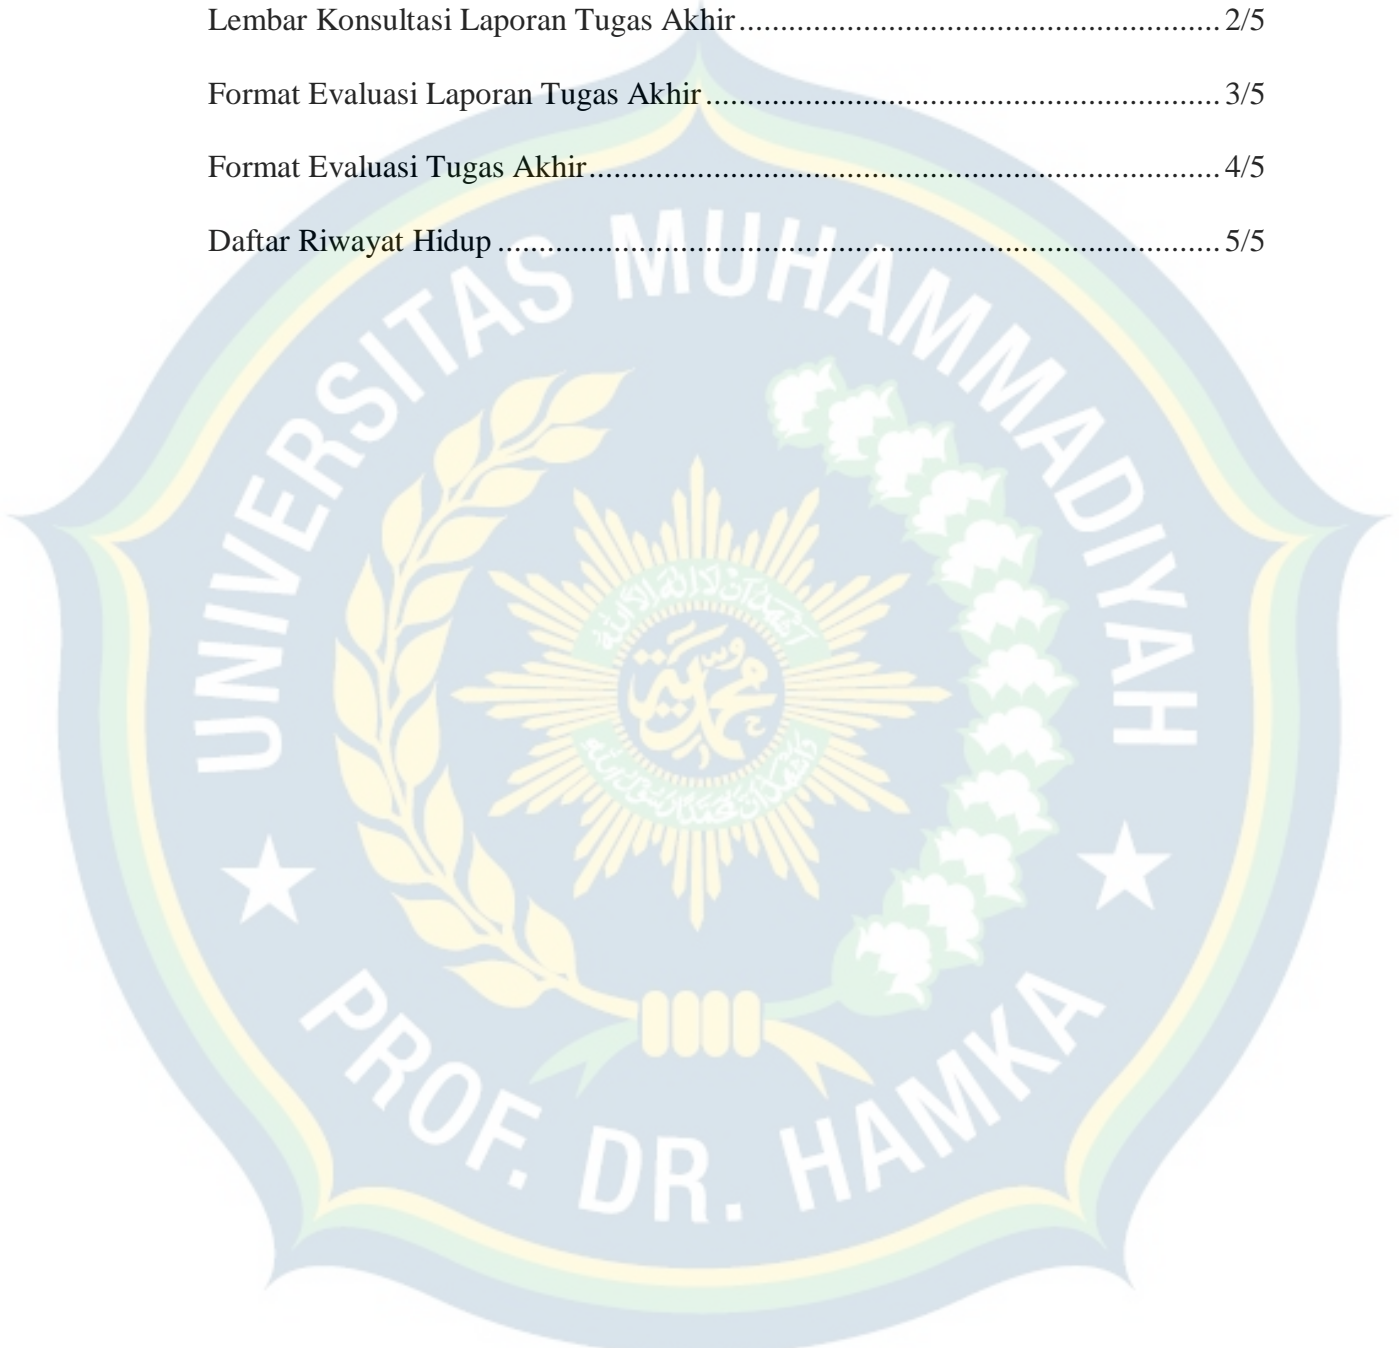 Lembar Konsultasi Laporan Tugas Akhir............................................................ 2/5
Format Evaluasi Laporan Tugas Akhir................................................................ 3/5
Format Evaluasi Tugas Akhir............................................................................... 4/5
Daftar Riwayat Hidup .......................................................................................... 5/5
UNIVERSITAS MUHAMMADIYAH
محمدية
PROF. DR. HAMKA